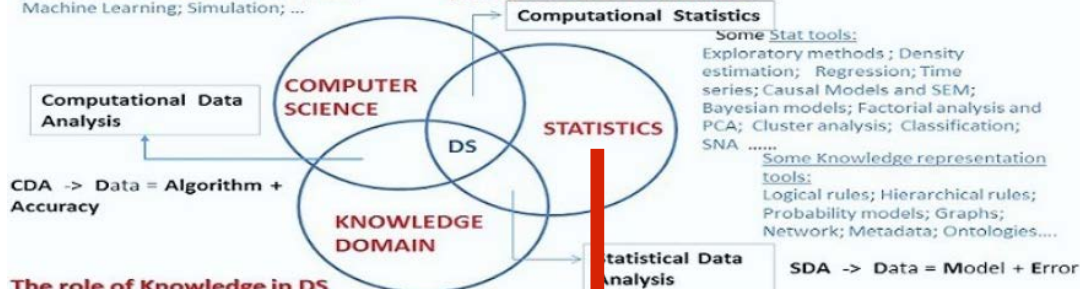 Machine Learning; Simulation; ...
Computational Statistics
Some Stat tools:
Exploratory methods ; Density
estimation; Regression; Time
series; Causal Models and SEM;
Bayesian models; Factorial analysis and
PCA; Cluster analysis; Classification;
SNA ......
COMPUTER
SCIENCE
Computational Data
Analysis
STATISTICS
DS
Some Knowledge representation
tools:
Logical rules; Hierarchical rules;
Probability models; Graphs;
Network; Metadata; Ontologies....
CDA -> Data = Algorithm +
Accuracy
KNOWLEDGE
DOMAIN
Statistical Data
Analysis
SDA -> Data = Model + Error
The role of Knowledge in DS